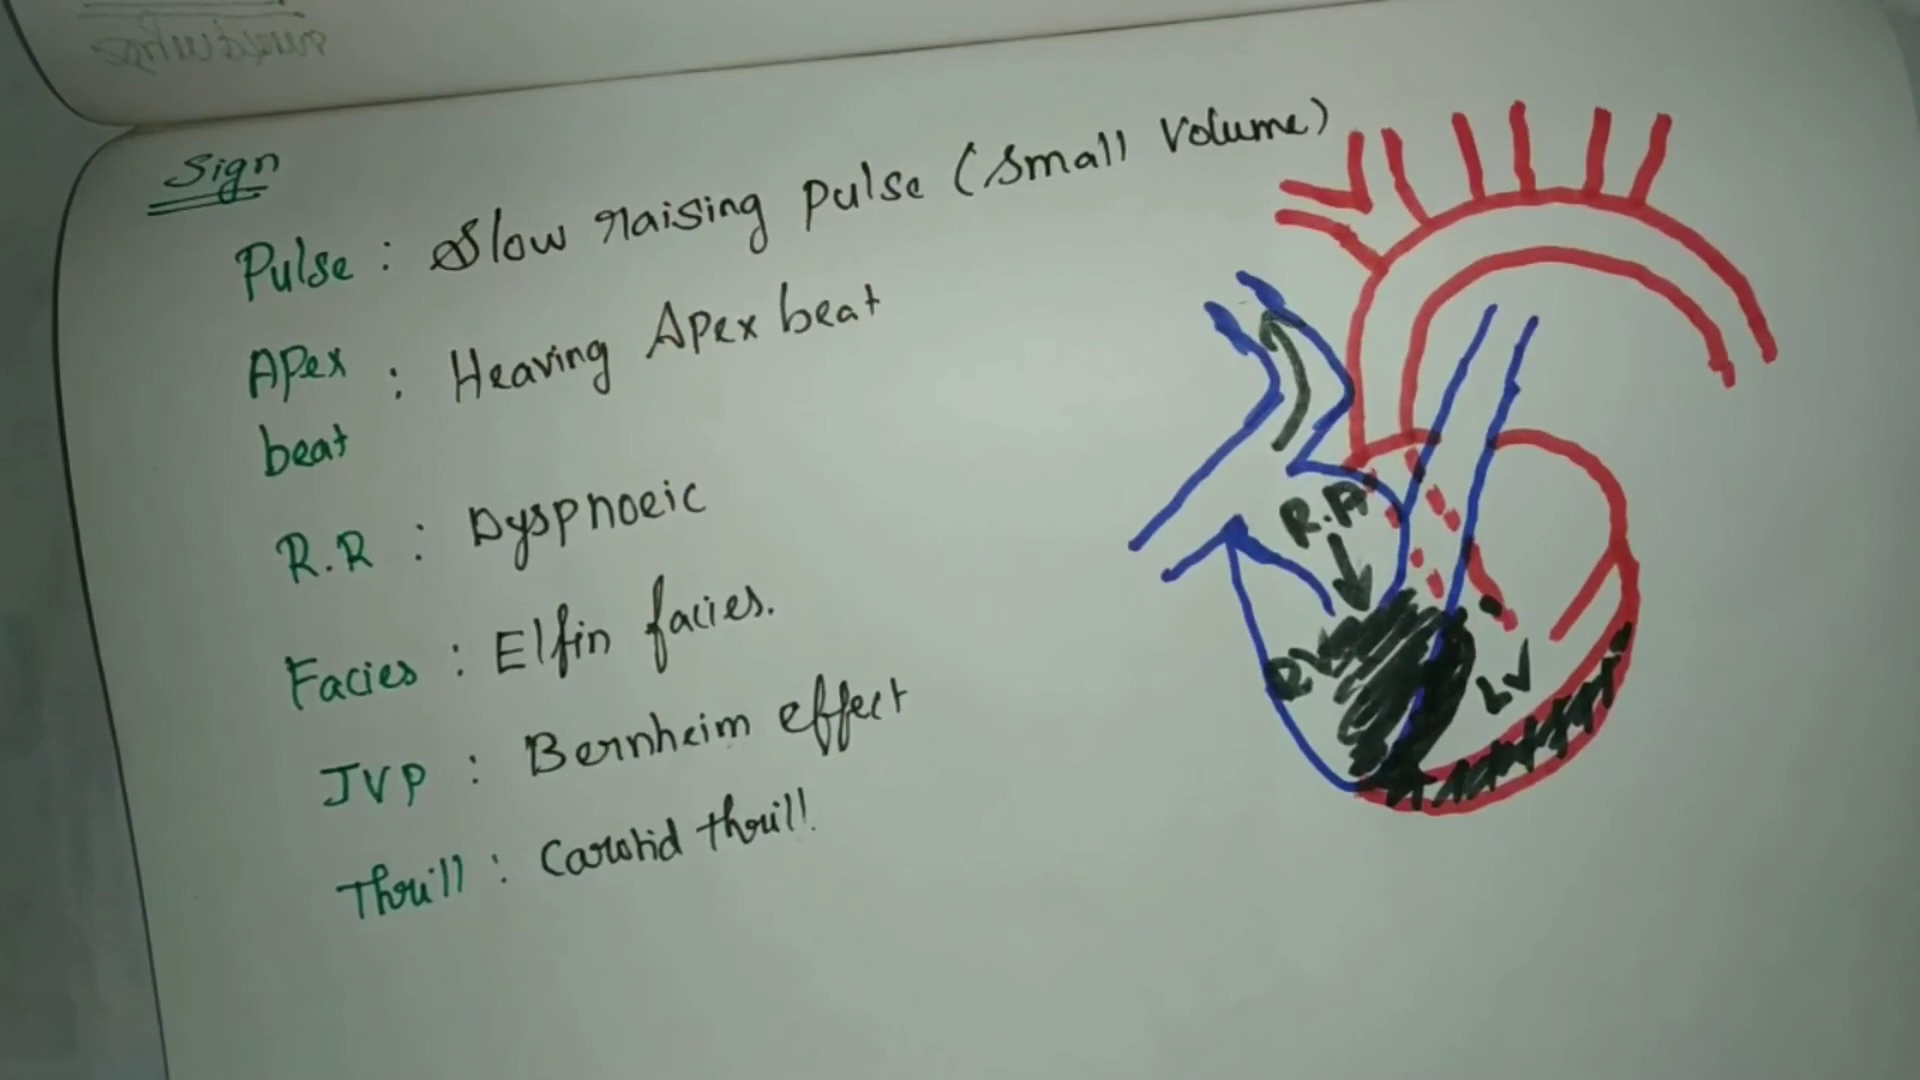 Sign
Pulse : Slow raising pulse (Small Volume)
Apex beat : Heaving Apex beat
R.R : Dyspnoeic
Facies : Elfin facies.
JVP : Bernheim effect
Thrill : Carotid thrill.
R.A
RV
LV